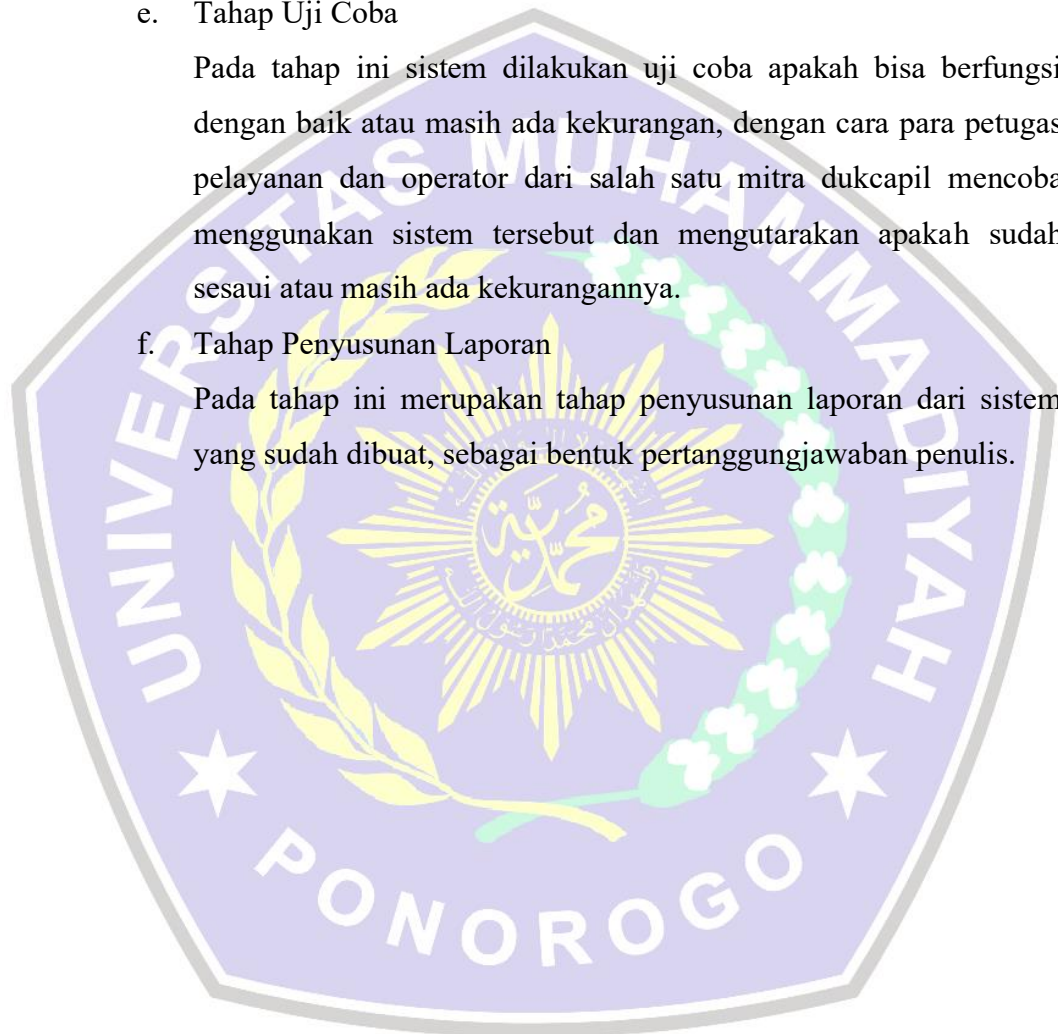 e. Tahap Uji Coba
Pada tahap ini sistem dilakukan uji coba apakah bisa berfungsi
dengan baik atau masih ada kekurangan, dengan cara para petugas
pelayanan dan operator dari salah satu mitra dukcapil mencoba
menggunakan sistem tersebut dan mengutarakan apakah sudah
sesaui atau masih ada kekurangannya.
f. Tahap Penyusunan Laporan
Pada tahap ini merupakan tahap penyusunan laporan dari sistem
yang sudah dibuat, sebagai bentuk pertanggungjawaban penulis.
UNIVERSITAS MUHAMMADIYAH
PONOROGO
محمدية